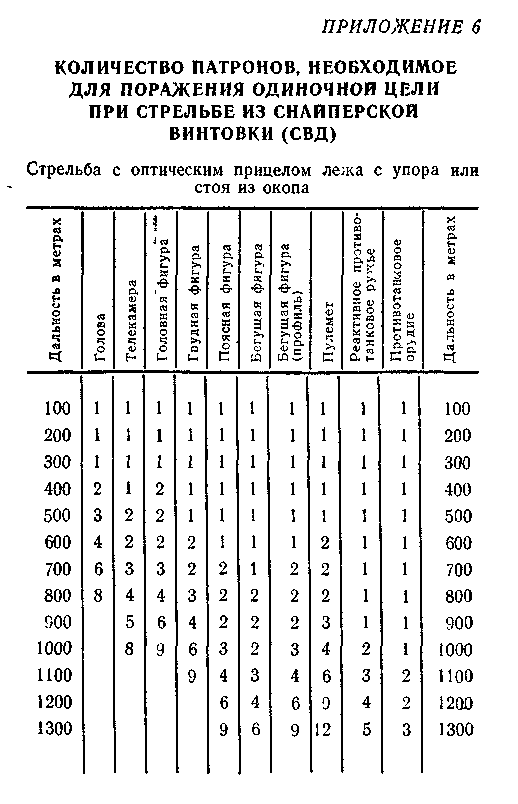 ПРИЛОЖЕНИЕ 6
КОЛИЧЕСТВО ПАТРОНОВ, НЕОБХОДИМОЕ
ДЛЯ ПОРАЖЕНИЯ ОДИНОЧНОЙ ЦЕЛИ
ПРИ СТРЕЛЬБЕ ИЗ СНАЙПЕРСКОЙ
ВИНТОВКИ (СВД)
Стрельба с оптическим прицелом лежа с упора или
стоя из окопа
Дальность в метрах
Голова
Телекамера
Головная фигура
Грудная фигура
Поясная фигура
Бегущая фигура
Бегущая фигура
(профиль)
Пулемет
Реактивное противо-
танковое ружье
Противотанковое
орудие
Дальность в метрах
100 1 1 1 1 1 1 1 1 1 1 100
200 1 1 1 1 1 1 1 1 1 1 200
300 1 1 1 1 1 1 1 1 1 1 300
400 2 1 2 1 1 1 1 1 1 1 400
500 3 2 2 1 1 1 1 1 1 1 500
600 4 2 2 2 1 1 1 2 1 1 600
700 6 3 3 2 2 1 2 2 1 1 700
800 8 4 4 3 2 2 2 2 1 1 800
900 5 6 4 2 2 2 3 1 1 900
1000 8 9 6 3 2 3 4 2 1 1000
1100 9 4 3 4 6 3 2 1100
1200 6 4 6 9 4 2 1200
1300 9 6 9 12 5 3 1300